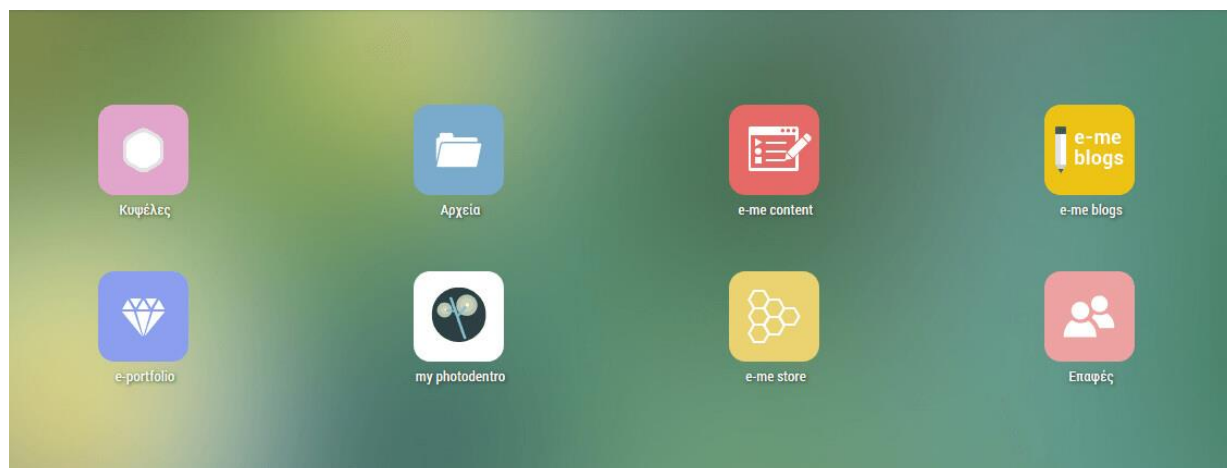 e-me
blogs
Κυψέλες
Αρχεία
e-me content
e-me blogs
e-portfolio
my photodentro
e-me store
Επαφές